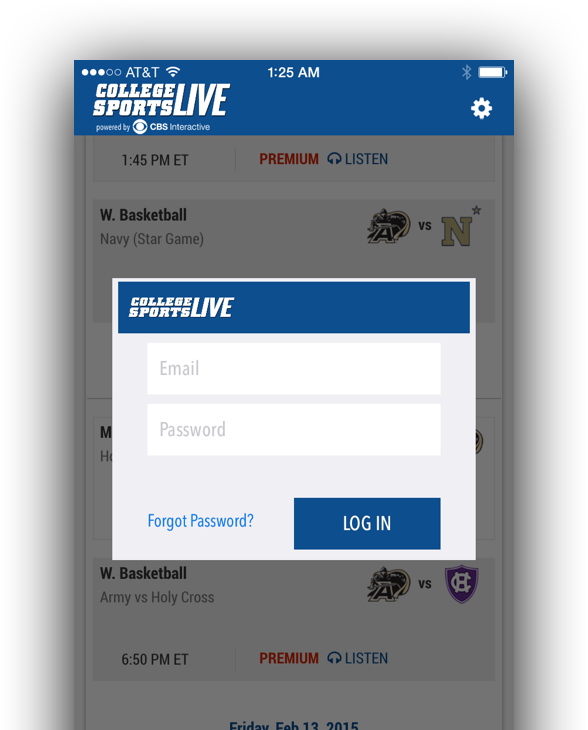 AT&T 1:25 AM
COLLEGE
SPORTS LIVE
powered by CBS Interactive
1:45 PM ET PREMIUM LISTEN
W. Basketball
Navy (Star Game)
A vs N
COLLEGE
SPORTS LIVE
Email
Password
Forgot Password?
LOG IN
W. Basketball
Army vs Holy Cross
A vs HC
6:50 PM ET PREMIUM LISTEN
Friday, Feb 13, 2015